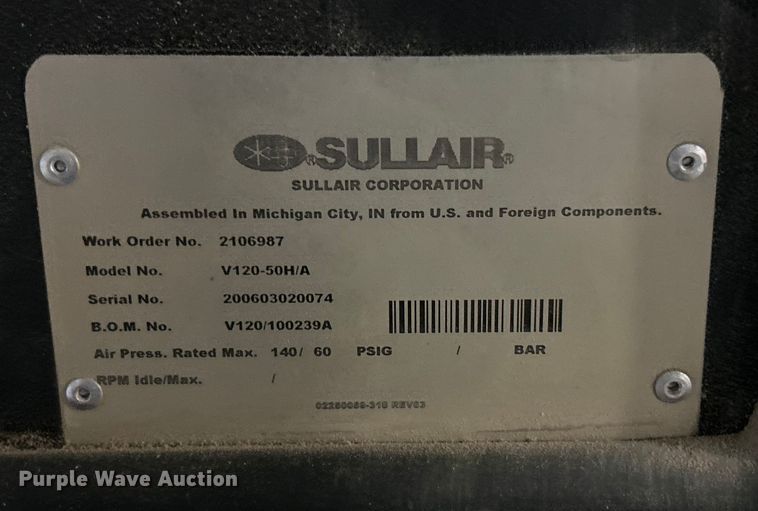 ®SULLAIR®
SULLAIR CORPORATION
Assembled In Michigan City, IN from U.S. and Foreign Components.
Work Order No. 2106987
Model No. V120-50H/A
Serial No. 200603020074
B.O.M. No. V120/100239A
Air Press. Rated Max. 140/ 60 PSIG / BAR
RPM Idle/Max. /
REV03
Purple Wave Auction